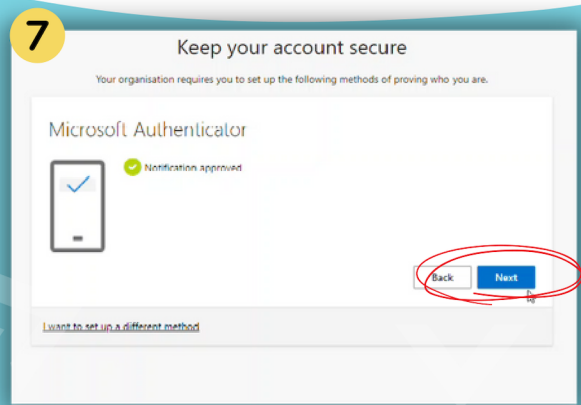 7
Keep your account secure
Your organisation requires you to set up the following methods of proving who you are.
Microsoft Authenticator
Notification approved
Back
Next
I want to set up a different method